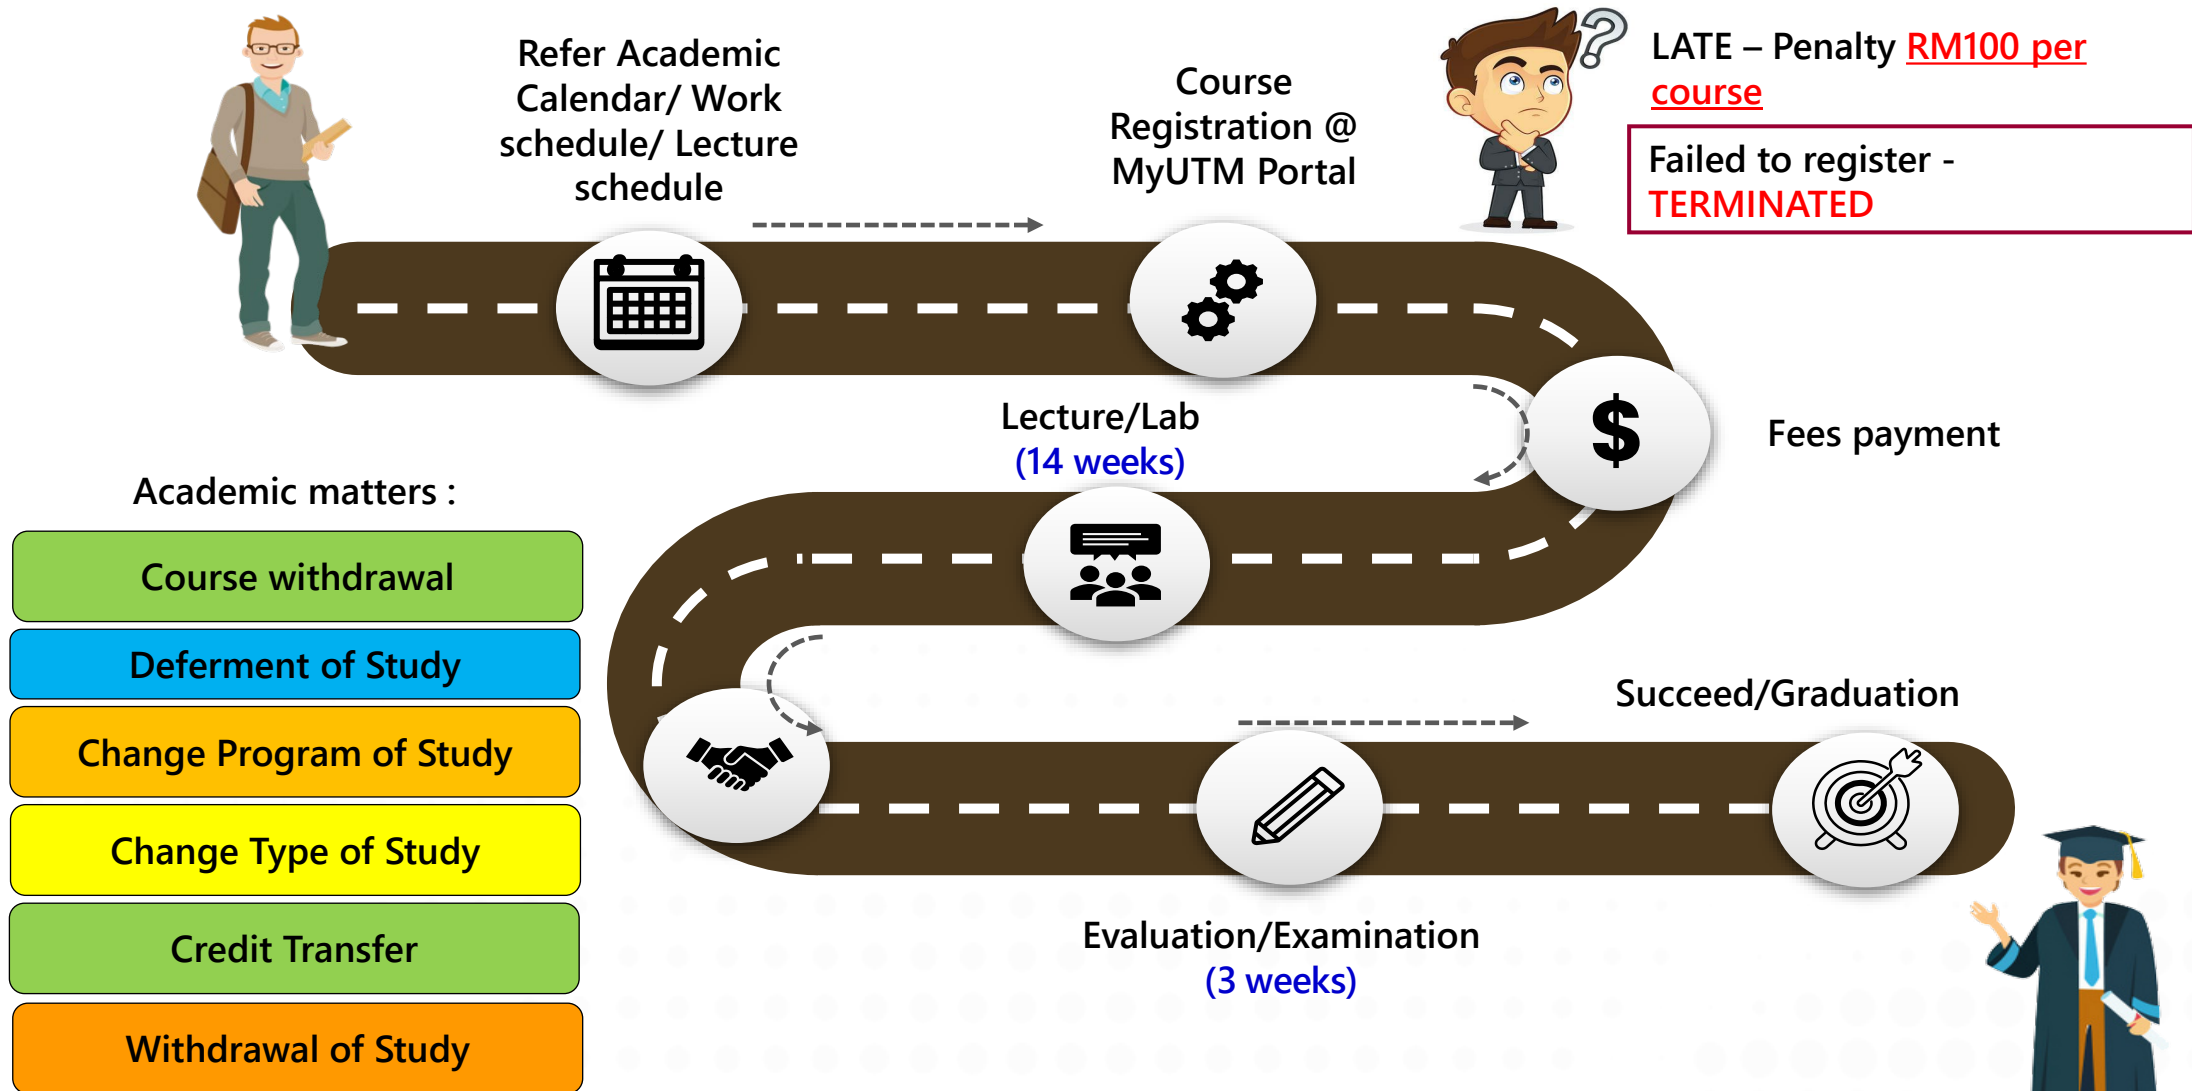 Refer Academic
Calendar/ Work
schedule/ Lecture
schedule
Course
Registration @
MyUTM Portal
LATE – Penalty RM100 per
course
Failed to register -
TERMINATED
Fees payment
Lecture/Lab
(14 weeks)
Academic matters :
Course withdrawal
Deferment of Study
Change Program of Study
Change Type of Study
Credit Transfer
Withdrawal of Study
Succeed/Graduation
Evaluation/Examination
(3 weeks)